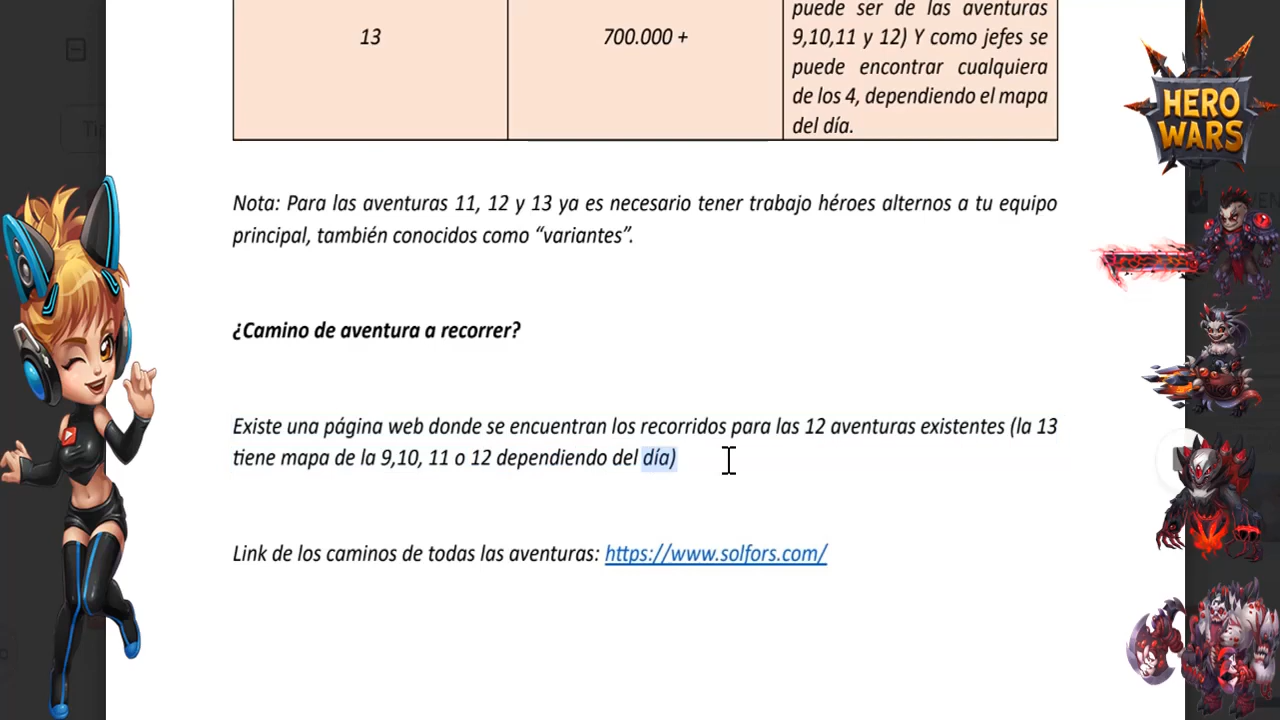 puede ser de las aventuras
13
700.000 +
9,10,11 y 12) Y como jefes se
puede encontrar cualquiera
de los 4, dependiendo el mapa
del día.
HERO
WARS
Nota: Para las aventuras 11, 12 y 13 ya es necesario tener trabajo héroes alternos a tu equipo
principal, también conocidos como “variantes”.
¿Camino de aventura a recorrer?
Existe una página web donde se encuentran los recorridos para las 12 aventuras existentes (la 13
tiene mapa de la 9,10, 11 o 12 dependiendo del día)
Link de los caminos de todas las aventuras: https://www.solfors.com/